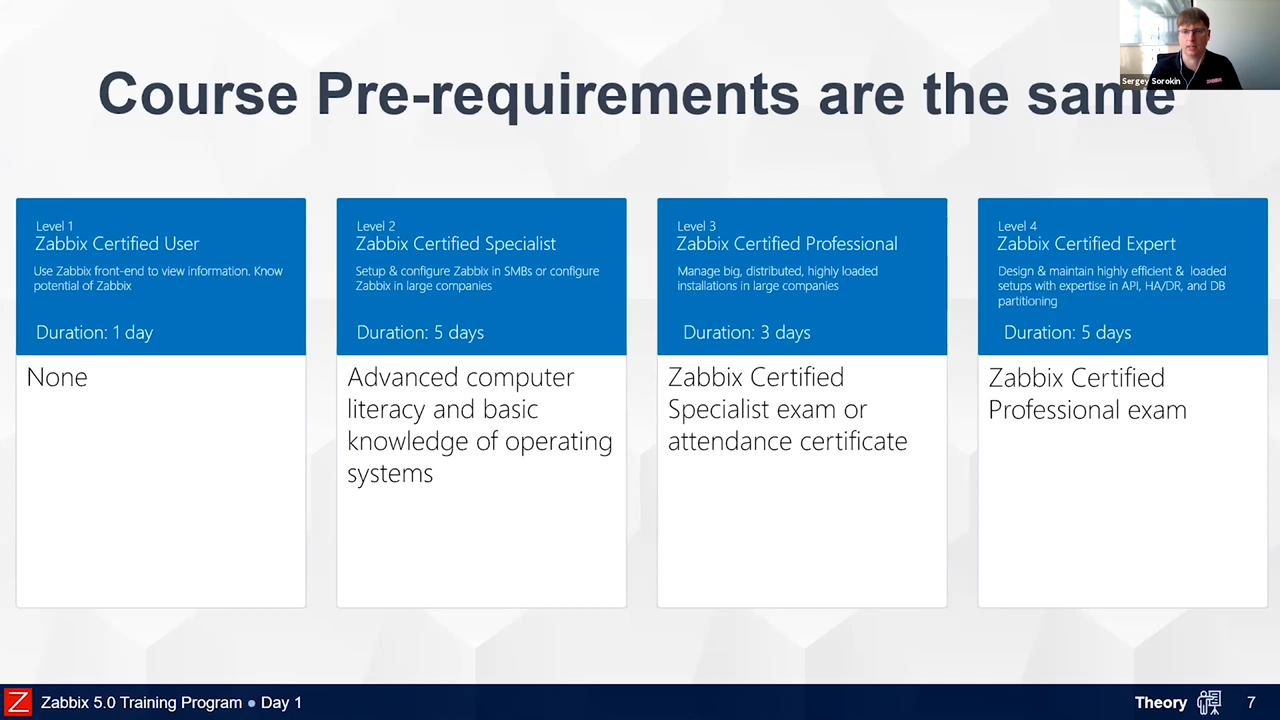 Course Pre-requirements are the same
Sergey Sorokin
Level 1
Zabbix Certified User
Use Zabbix front-end to view information. Know
potential of Zabbix
Duration: 1 day
None
Level 2
Zabbix Certified Specialist
Setup & configure Zabbix in SMBs or configure
Zabbix in large companies
Duration: 5 days
Advanced computer
literacy and basic
knowledge of operating
systems
Level 3
Zabbix Certified Professional
Manage big, distributed, highly loaded
installations in large companies
Duration: 3 days
Zabbix Certified
Specialist exam or
attendance certificate
Level 4
Zabbix Certified Expert
Design & maintain highly efficient & loaded
setups with expertise in API, HA/DR, and DB
partitioning
Duration: 5 days
Zabbix Certified
Professional exam
Z Zabbix 5.0 Training Program • Day 1
Theory 7